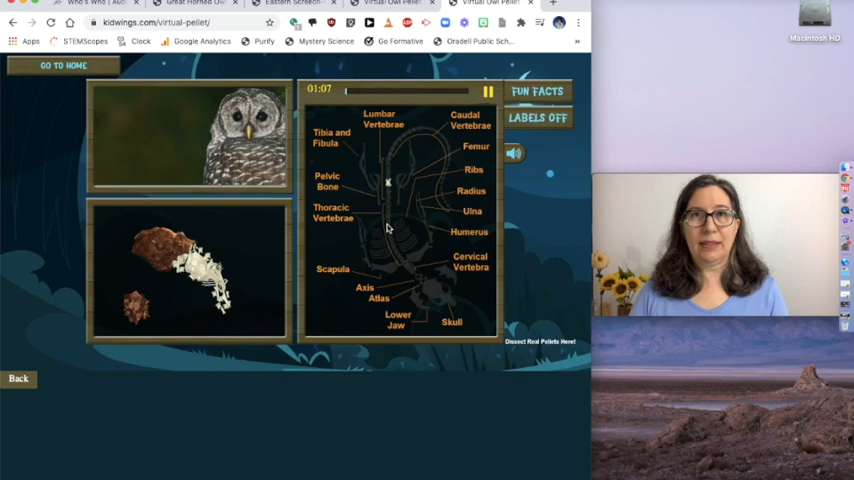 Who's Who | Aud
Great Horned Ow
Eastern Screech-
Virtual Owl Pellet
Virtual Owl Pellet
kidwings.com/virtual-pellet/
Apps
STEMScopes
Clock
Google Analytics
Purify
Mystery Science
Go Formative
Oradell Public Sch...
GO TO HOME
01:07
FUN FACTS
LABELS OFF
Lumbar
Vertebrae
Caudal
Vertebrae
Tibia and
Fibula
Femur
Ribs
Pelvic
Bone
Radius
Thoracic
Vertebrae
Ulna
Humerus
Cervical
Vertebra
Scapula
Axis
Atlas
Lower
Jaw
Skull
Dissect Real Pellets Here!
Back
Macintosh HD